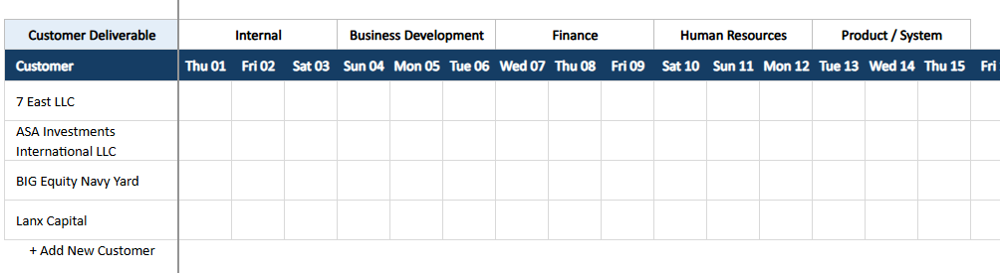 Customer Deliverable Internal Business Development Finance Human Resources Product / System
Customer Thu 01 Fri 02 Sat 03 Sun 04 Mon 05 Tue 06 Wed 07 Thu 08 Fri 09 Sat 10 Sun 11 Mon 12 Tue 13 Wed 14 Thu 15 Fri
7 East LLC
ASA Investments
International LLC
BIG Equity Navy Yard
Lanx Capital
+ Add New Customer